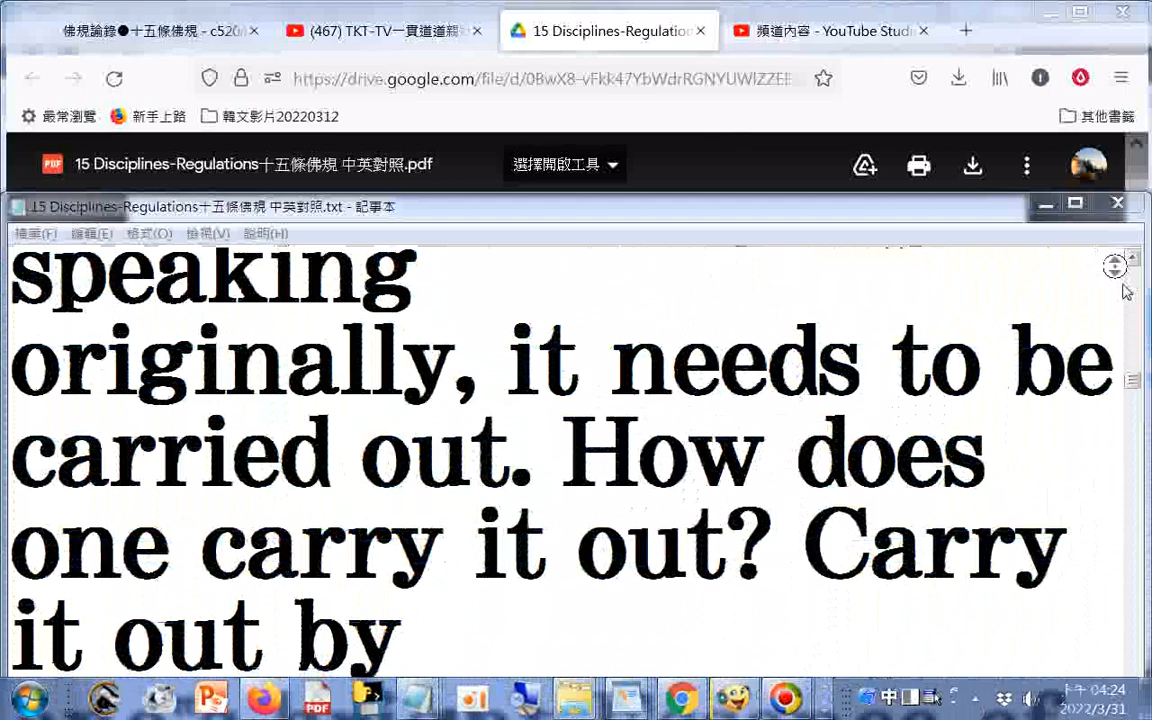 佛規諭錄●十五條佛規 - c520/
(467) TKT-TV一貫道道親
15 Disciplines-Regulation
頻道內容 - YouTube Studi
https://drive.google.com/file/d/0BwX8-vFkk47YbWdrRGNYUWlZZEE
最常瀏覽
新手上路
韓文影片20220312
其他書籤
PDF
15 Disciplines-Regulations十五條佛規 中英對照.pdf
選擇開啟工具
15 Disciplines-Regulations十五條佛規 中英對照.txt - 記事本
檔案(F) 編輯(E) 格式(O) 檢視(V) 說明(H)
speaking
originally, it needs to be
carried out. How does
one carry it out? Carry
it out by
中
下午 04:24
2022/3/31